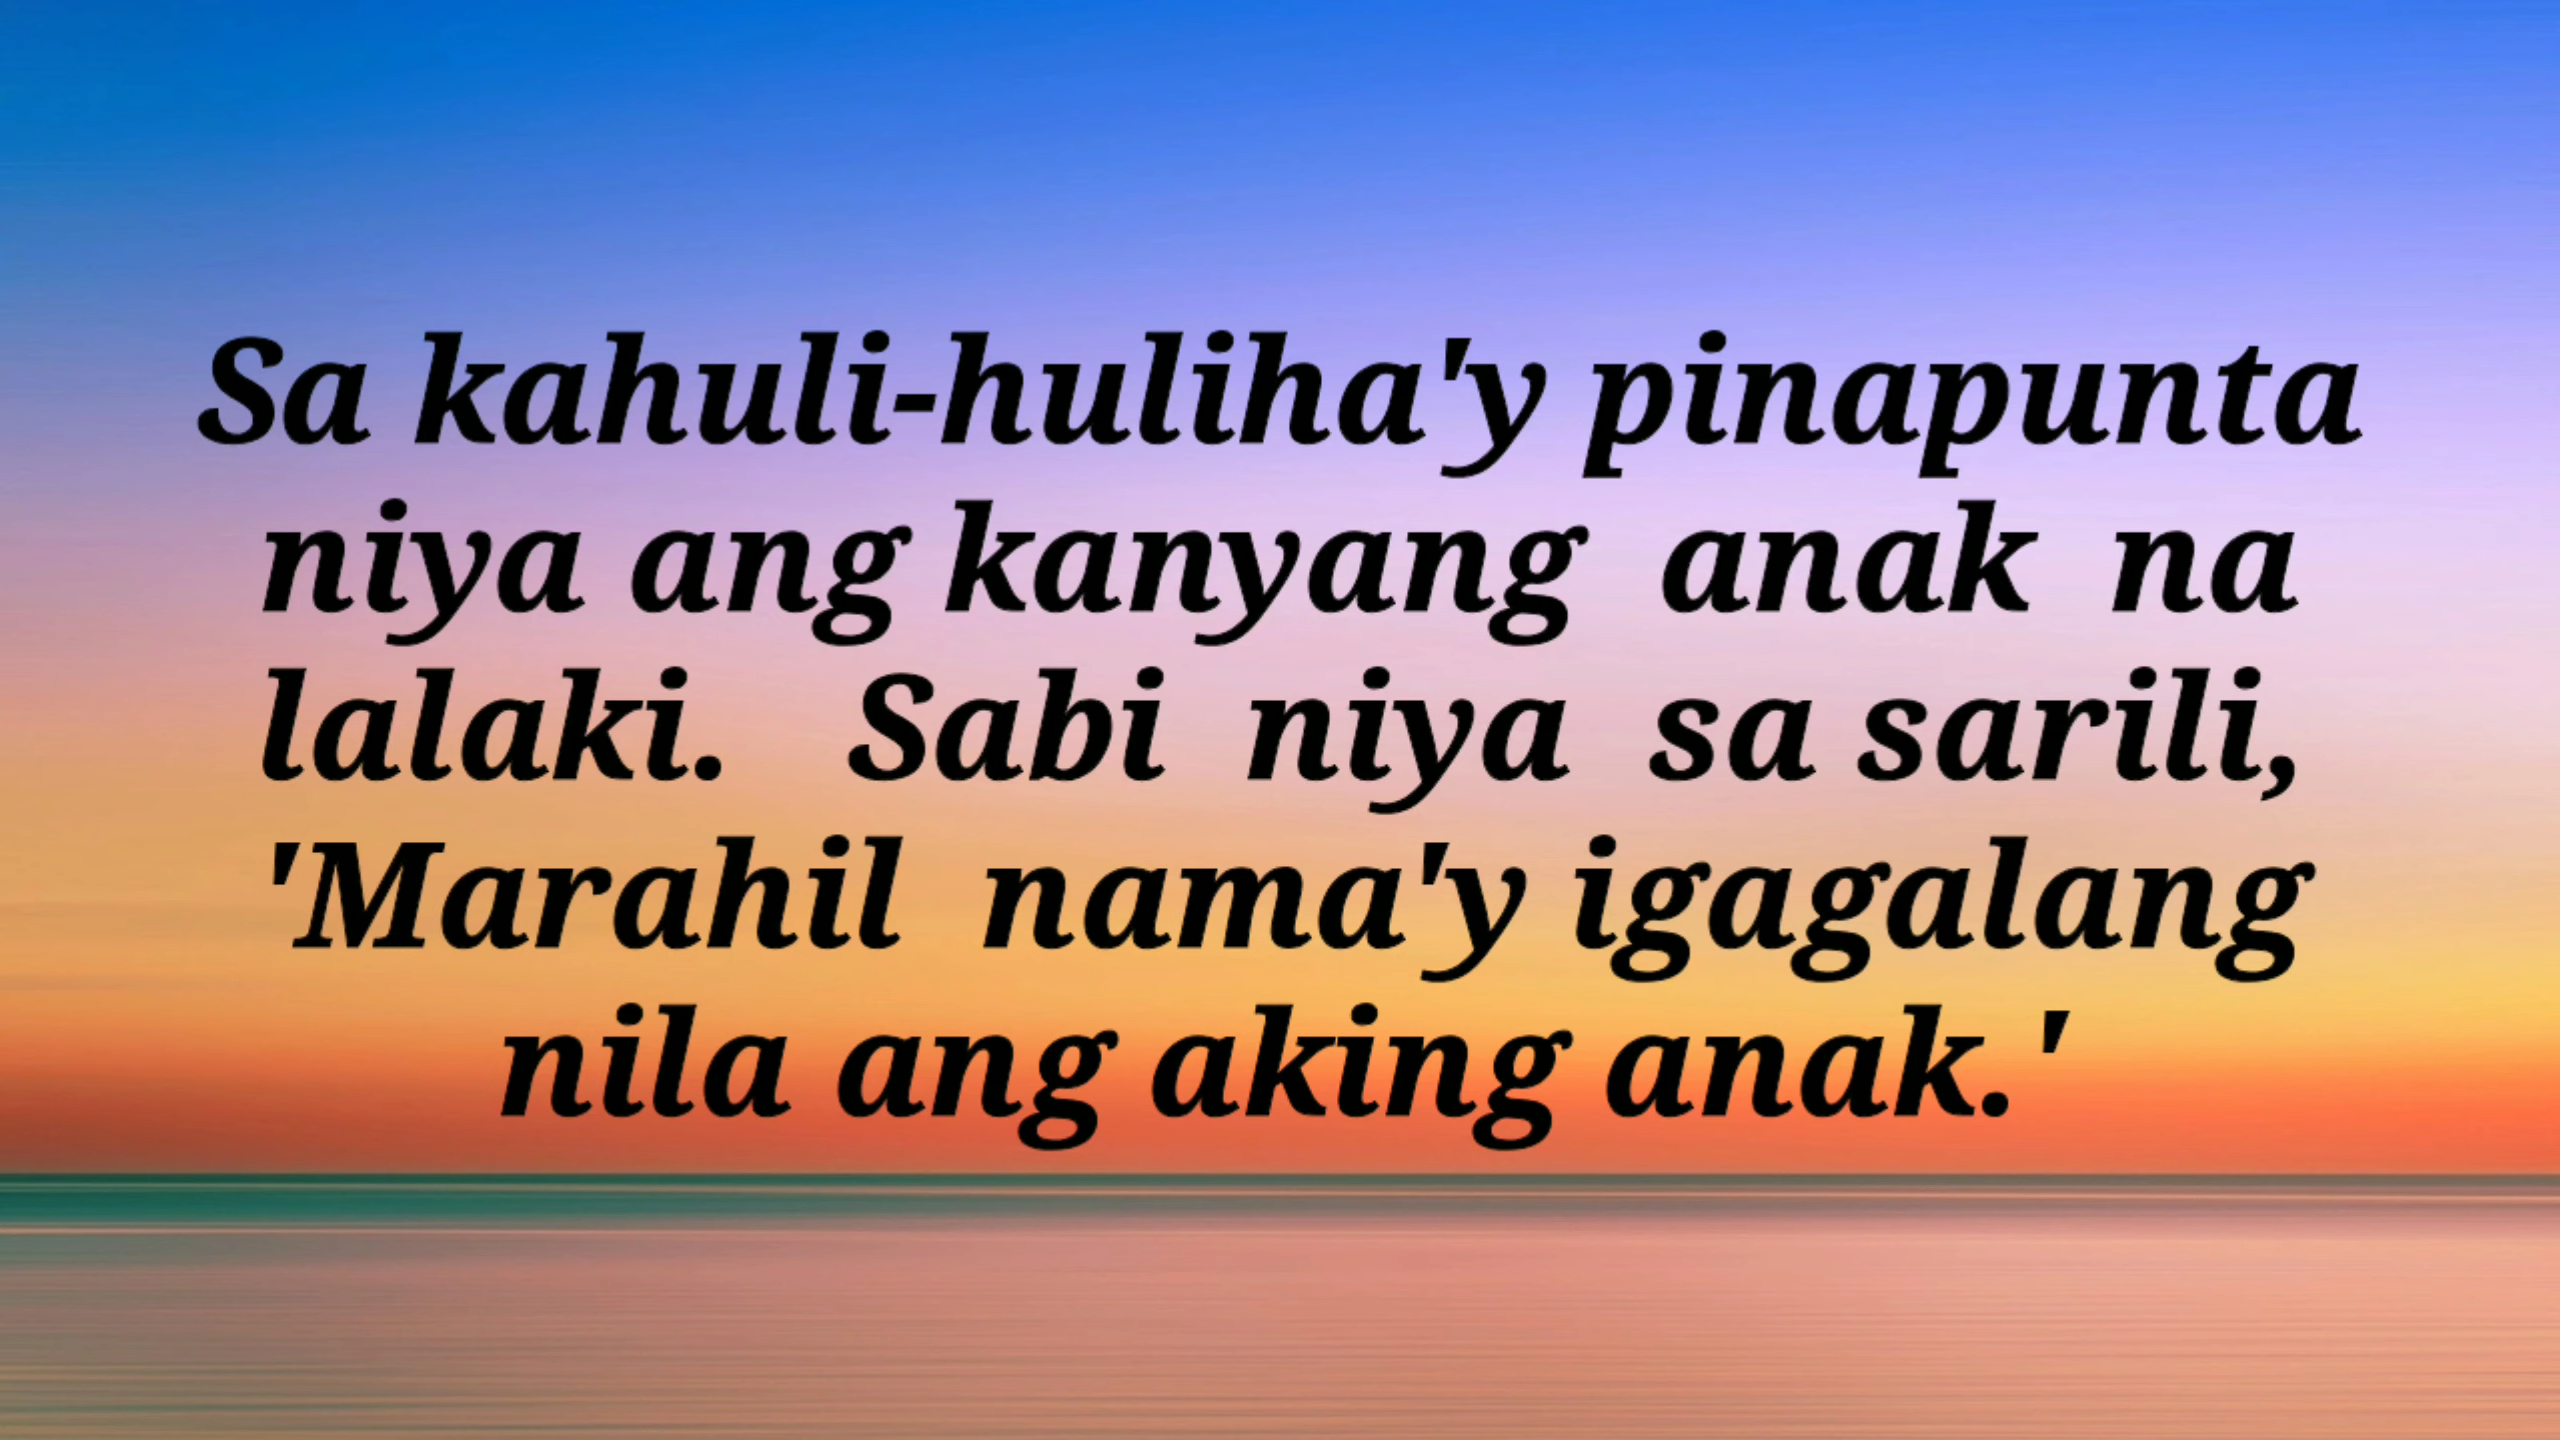 Sa kahuli-huliha'y pinapunta
niya ang kanyang anak na
lalaki. Sabi niya sa sarili,
'Marahil nama'y igagalang
nila ang aking anak.'